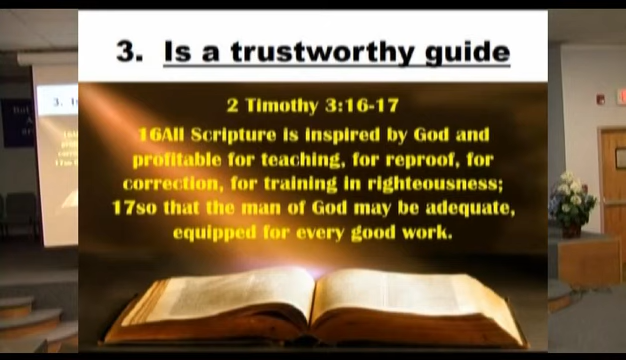 3. Is a trustworthy guide
2 Timothy 3:16-17
16All Scripture is inspired by God and
profitable for teaching, for reproof, for
correction, for training in righteousness;
17so that the man of God may be adequate,
equipped for every good work.